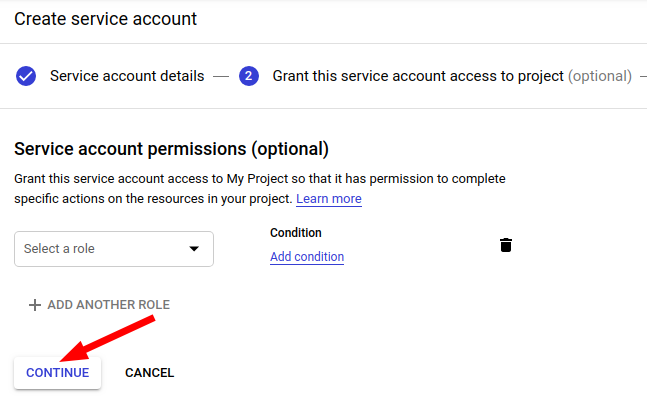 Create service account
Service account details
2
Grant this service account access to project (optional)
Service account permissions (optional)
Grant this service account access to My Project so that it has permission to complete
specific actions on the resources in your project. Learn more
Select a role
Condition
Add condition
ADD ANOTHER ROLE
CONTINUE
CANCEL